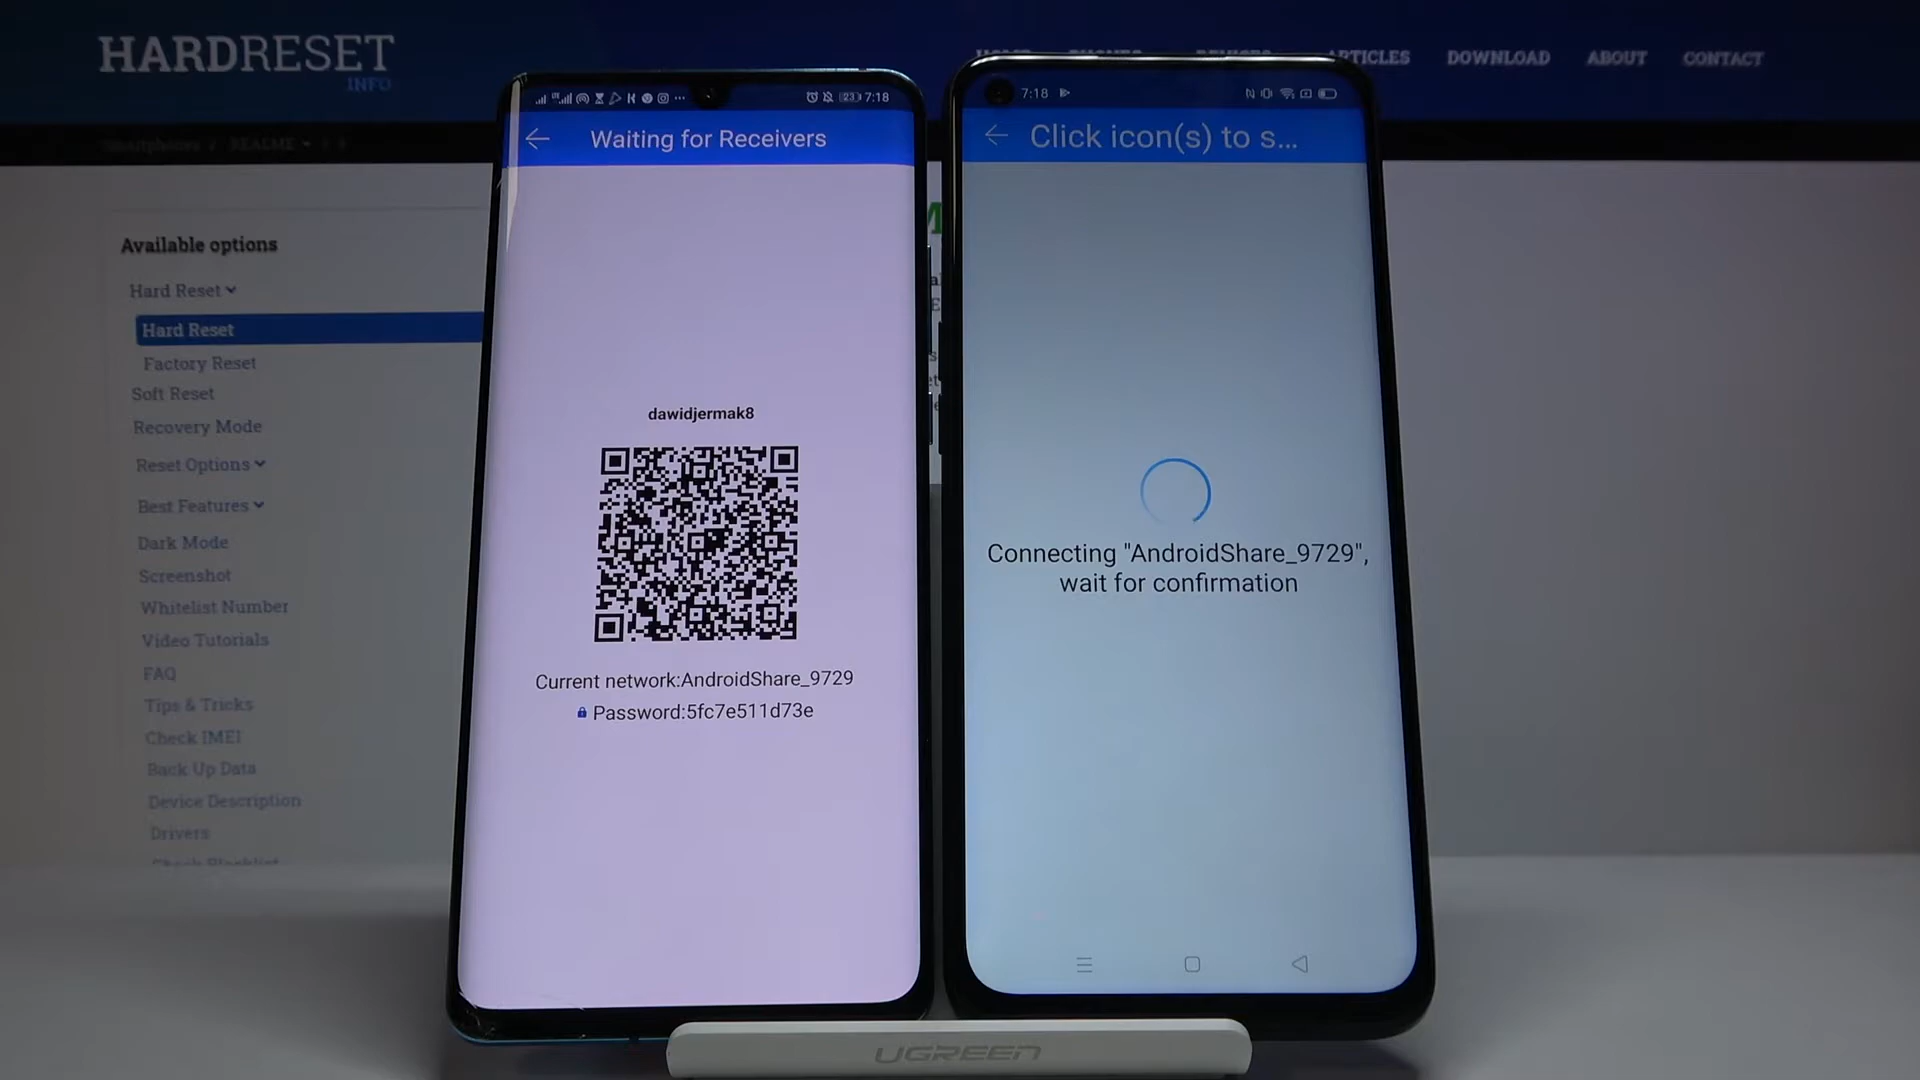 HARDRESET
INFO
ARTICLES
DOWNLOAD
ABOUT
CONTACT
Smartphones
REALME
Available options
Hard Reset
Hard Reset
Factory Reset
Soft Reset
Recovery Mode
Reset Options
Best Features
Dark Mode
Screenshot
Whitelist Number
Video Tutorials
FAQ
Tips & Tricks
Check IMEI
Back Up Data
Device Description
Drivers
7:18
Waiting for Receivers
dawidjermak8
Current network:AndroidShare_9729
Password:5fc7e511d73e
7:18
Click icon(s) to s...
Connecting "AndroidShare_9729",
wait for confirmation
UGREEN